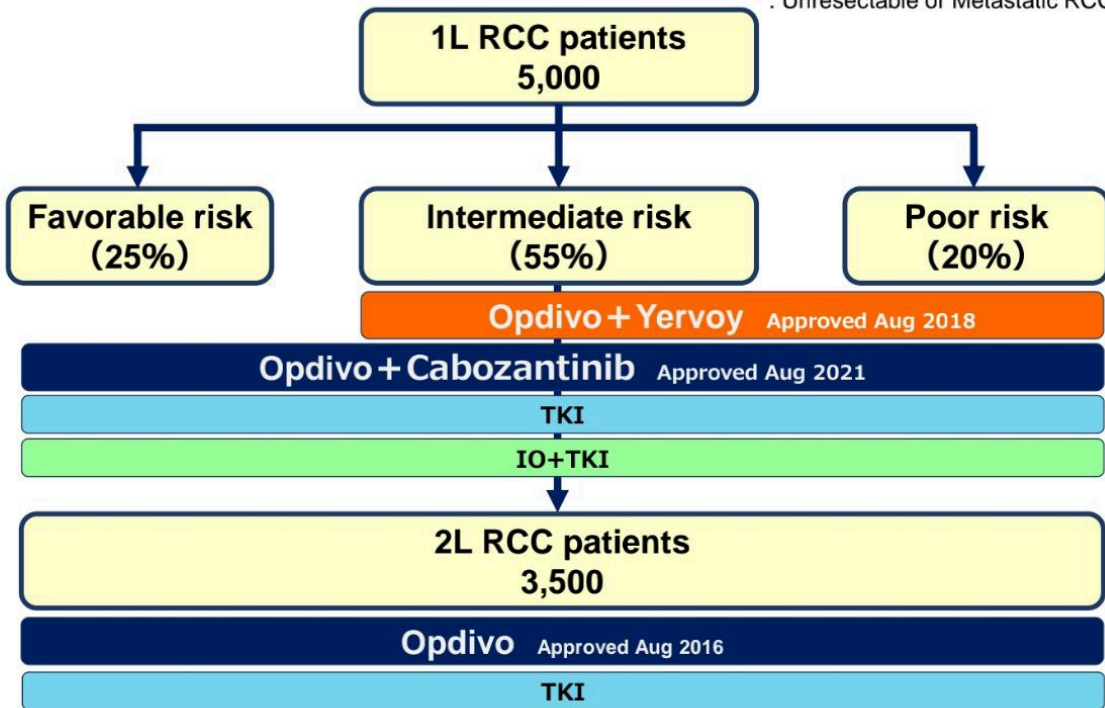 : Unresectable or Metastatic RCC
1L RCC patients
5,000
Favorable risk
（25%）
Intermediate risk
（55%）
Poor risk
（20%）
Opdivo＋Yervoy Approved Aug 2018
Opdivo＋Cabozantinib Approved Aug 2021
TKI
IO+TKI
2L RCC patients
3,500
Opdivo Approved Aug 2016
TKI